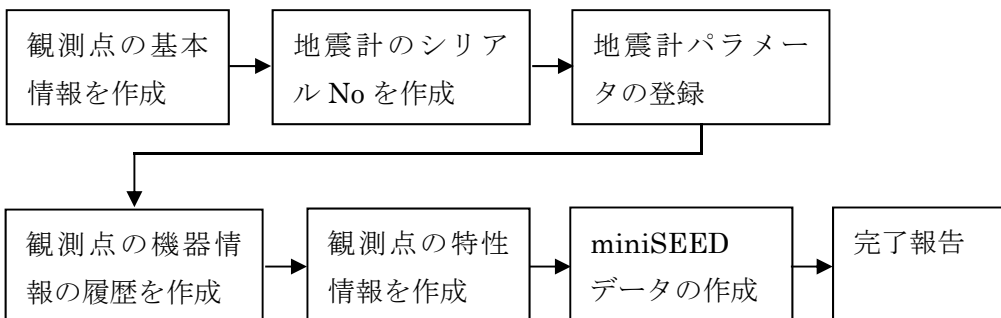 観測点の基本
情報を作成
地震計のシリア
ル No を作成
地震計パラメー
タの登録
観測点の機器情
報の履歴を作成
観測点の特性
情報を作成
miniSEED
データの作成
完了報告